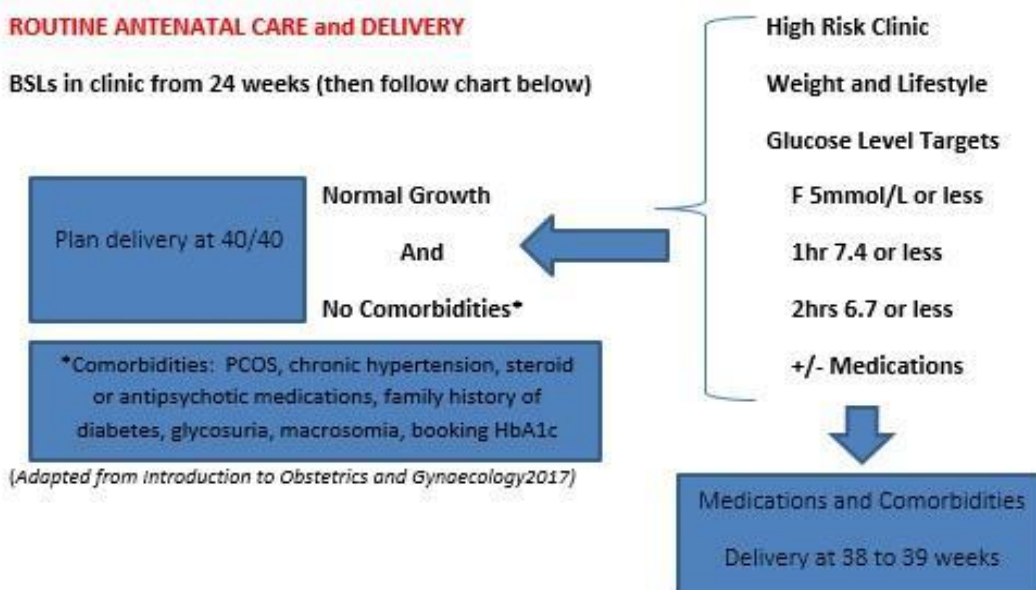 ROUTINE ANTENATAL CARE and DELIVERY
BSLs in clinic from 24 weeks (then follow chart below)
High Risk Clinic
Weight and Lifestyle
Glucose Level Targets
F 5mmol/L or less
1hr 7.4 or less
2hrs 6.7 or less
+/- Medications
Normal Growth
And
No Comorbidities*
Plan delivery at 40/40
*Comorbidities: PCOS, chronic hypertension, steroid
or antipsychotic medications, family history of
diabetes, glycosuria, macrosomia, booking HbA1c
(Adapted from Introduction to Obstetrics and Gynaecology2017)
Medications and Comorbidities
Delivery at 38 to 39 weeks